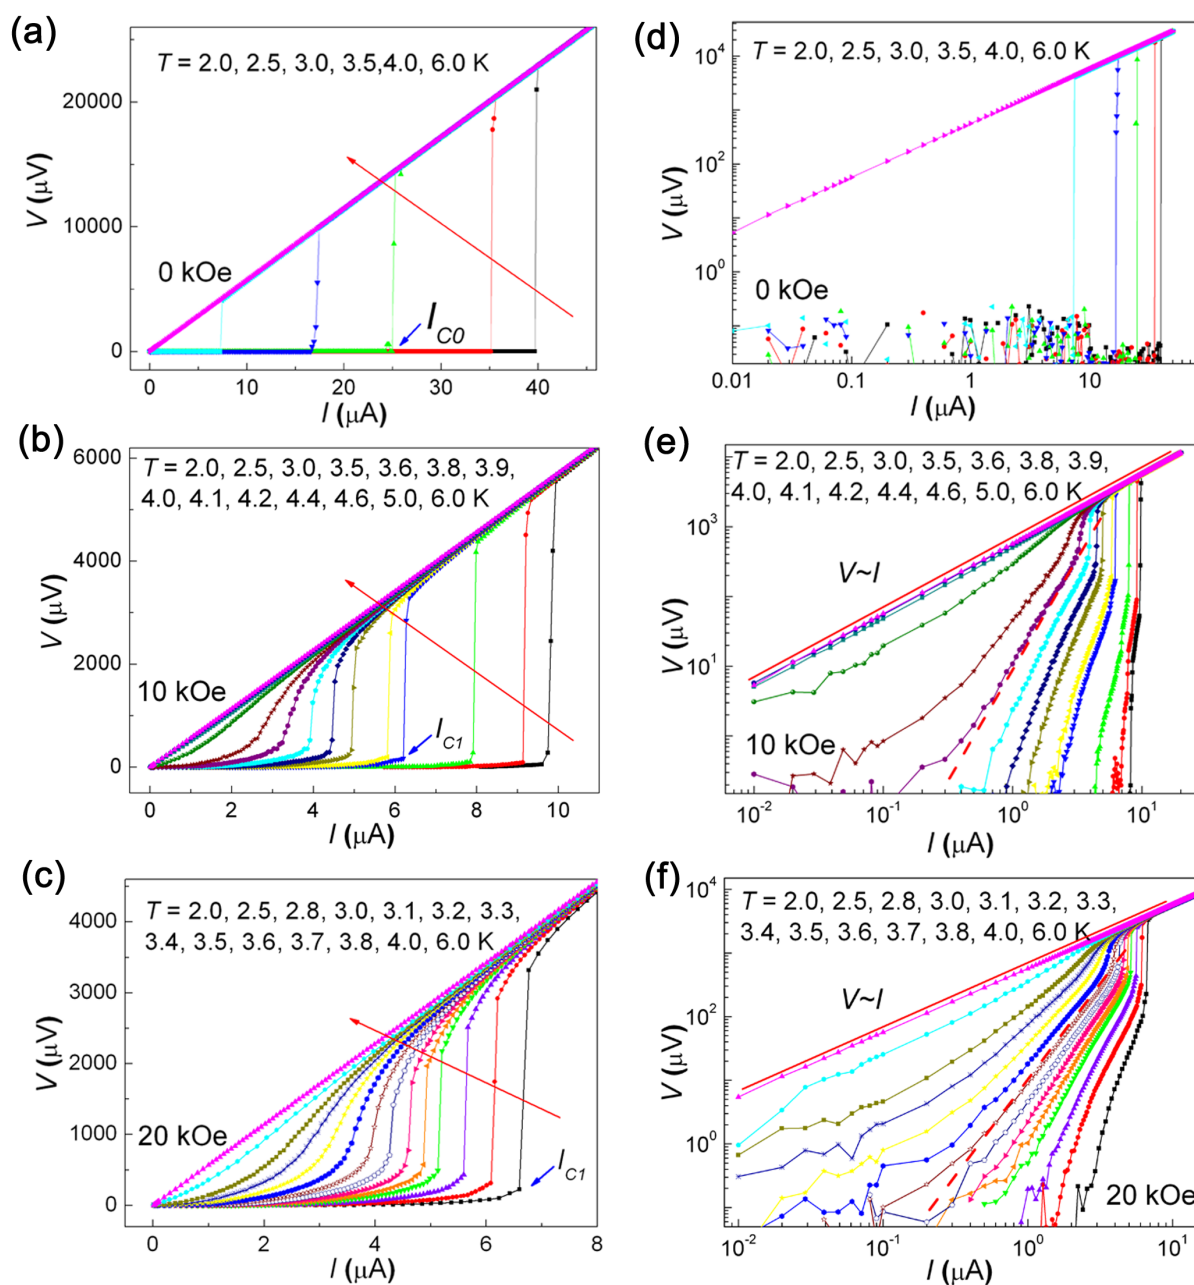 (a)
T = 2.0, 2.5, 3.0, 3.5,4.0, 6.0 K
20000
10000
0
V (μV)
0 kOe
I_C0
0 10 20 30 40
I (μA)
(d)
T = 2.0, 2.5, 3.0, 3.5, 4.0, 6.0 K
10^4
10^2
10^0
V (μV)
0 kOe
0.01 0.1 1 10
I (μA)
(b)
T = 2.0, 2.5, 3.0, 3.5, 3.6, 3.8, 3.9,
4.0, 4.1, 4.2, 4.4, 4.6, 5.0, 6.0 K
6000
4000
2000
0
V (μV)
10 kOe
I_C1
0 2 4 6 8 10
I (μA)
(e)
T = 2.0, 2.5, 3.0, 3.5, 3.6, 3.8, 3.9,
4.0, 4.1, 4.2, 4.4, 4.6, 5.0, 6.0 K
10^3
10^1
V (μV)
V~I
10 kOe
10^-2 10^-1 10^0 10^1
I (μA)
(c)
T = 2.0, 2.5, 2.8, 3.0, 3.1, 3.2, 3.3,
3.4, 3.5, 3.6, 3.7, 3.8, 4.0, 6.0 K
4000
3000
2000
1000
0
V (μV)
20 kOe
I_C1
0 2 4 6 8
I (μA)
(f)
T = 2.0, 2.5, 2.8, 3.0, 3.1, 3.2, 3.3,
3.4, 3.5, 3.6, 3.7, 3.8, 4.0, 6.0 K
10^4
10^2
10^0
V (μV)
V~I
20 kOe
10^-2 10^-1 10^0 10^1
I (μA)